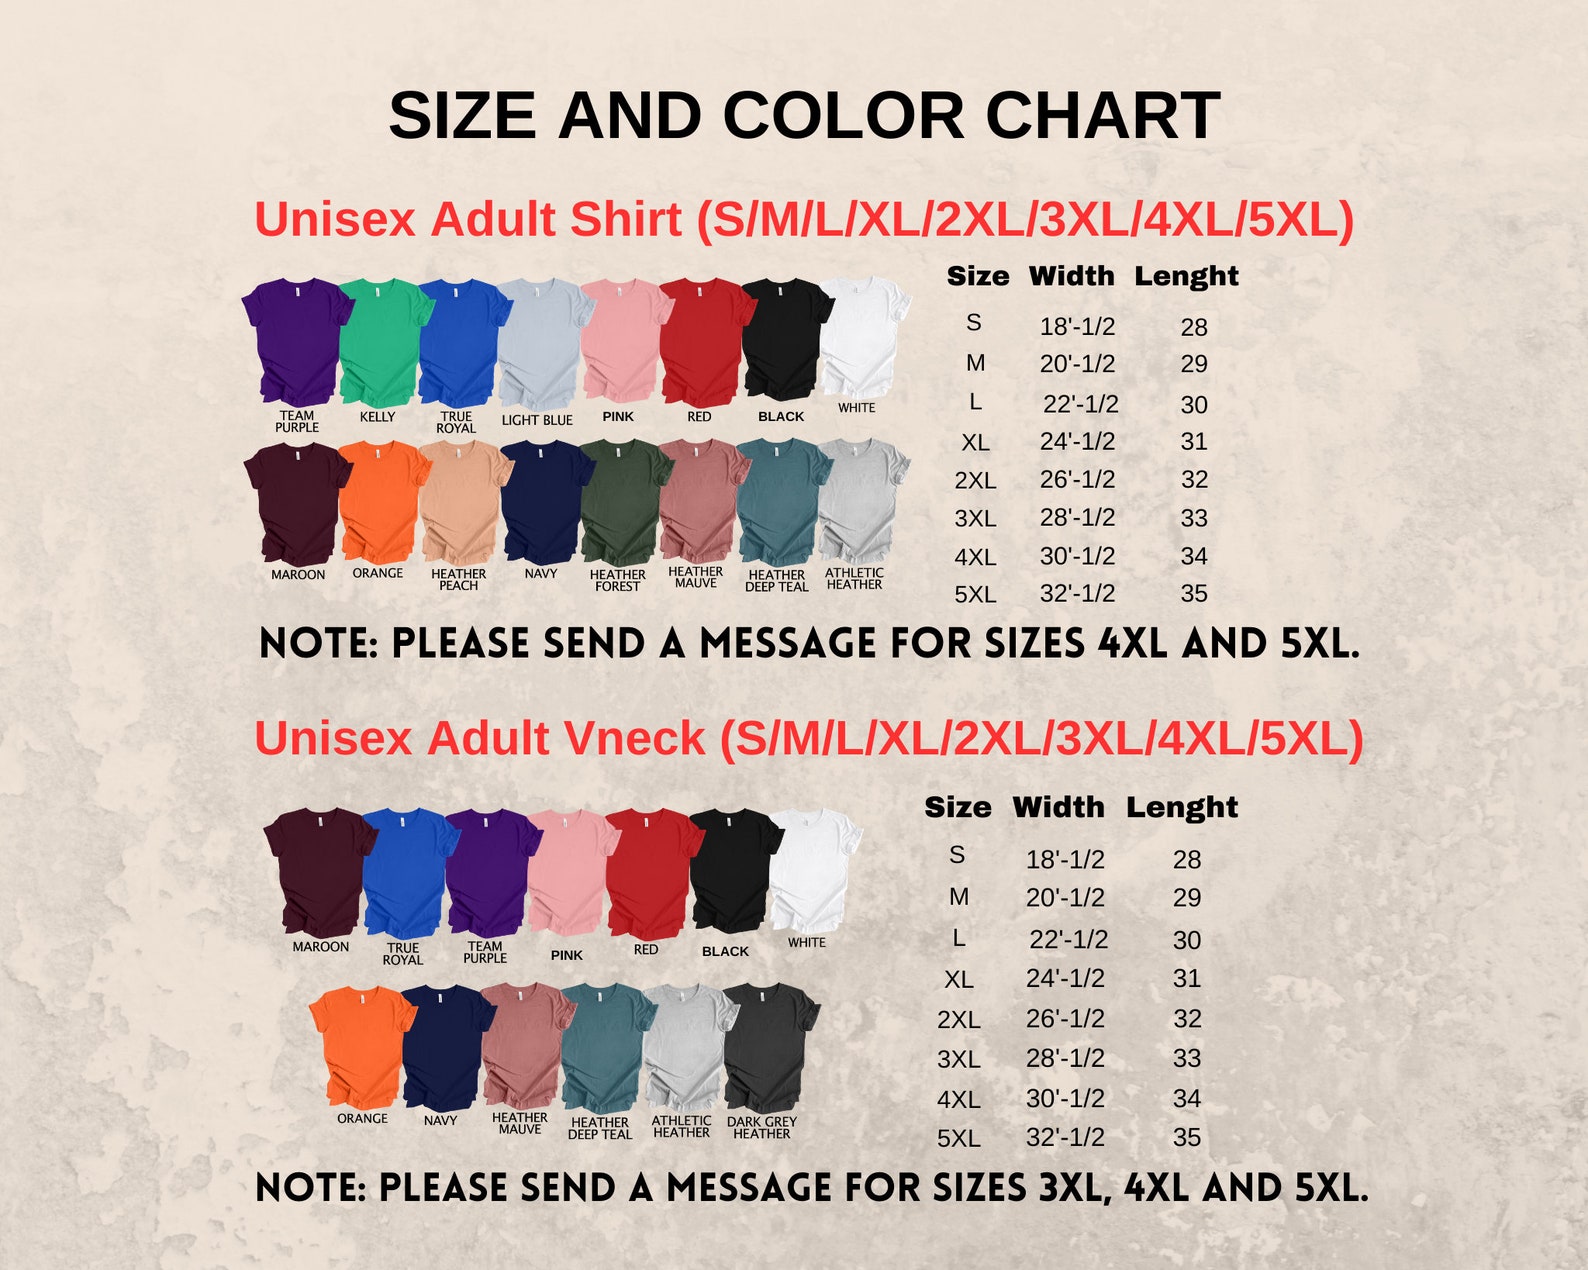 SIZE AND COLOR CHART
Unisex Adult Shirt (S/M/L/XL/2XL/3XL/4XL/5XL)
TEAM
PURPLE
KELLY
TRUE
ROYAL
LIGHT BLUE
PINK
RED
BLACK
WHITE
MAROON
ORANGE
HEATHER
PEACH
NAVY
HEATHER
FOREST
HEATHER
MAUVE
HEATHER
DEEP TEAL
ATHLETIC
HEATHER
Size Width Lenght
S 18'-1/2 28
M 20'-1/2 29
L 22'-1/2 30
XL 24'-1/2 31
2XL 26'-1/2 32
3XL 28'-1/2 33
4XL 30'-1/2 34
5XL 32'-1/2 35
NOTE: PLEASE SEND A MESSAGE FOR SIZES 4XL AND 5XL.
Unisex Adult Vneck (S/M/L/XL/2XL/3XL/4XL/5XL)
MAROON
TRUE
ROYAL
TEAM
PURPLE
PINK
RED
BLACK
WHITE
ORANGE
NAVY
HEATHER
MAUVE
HEATHER
DEEP TEAL
ATHLETIC
HEATHER
DARK GREY
HEATHER
Size Width Lenght
S 18'-1/2 28
M 20'-1/2 29
L 22'-1/2 30
XL 24'-1/2 31
2XL 26'-1/2 32
3XL 28'-1/2 33
4XL 30'-1/2 34
5XL 32'-1/2 35
NOTE: PLEASE SEND A MESSAGE FOR SIZES 3XL, 4XL AND 5XL.